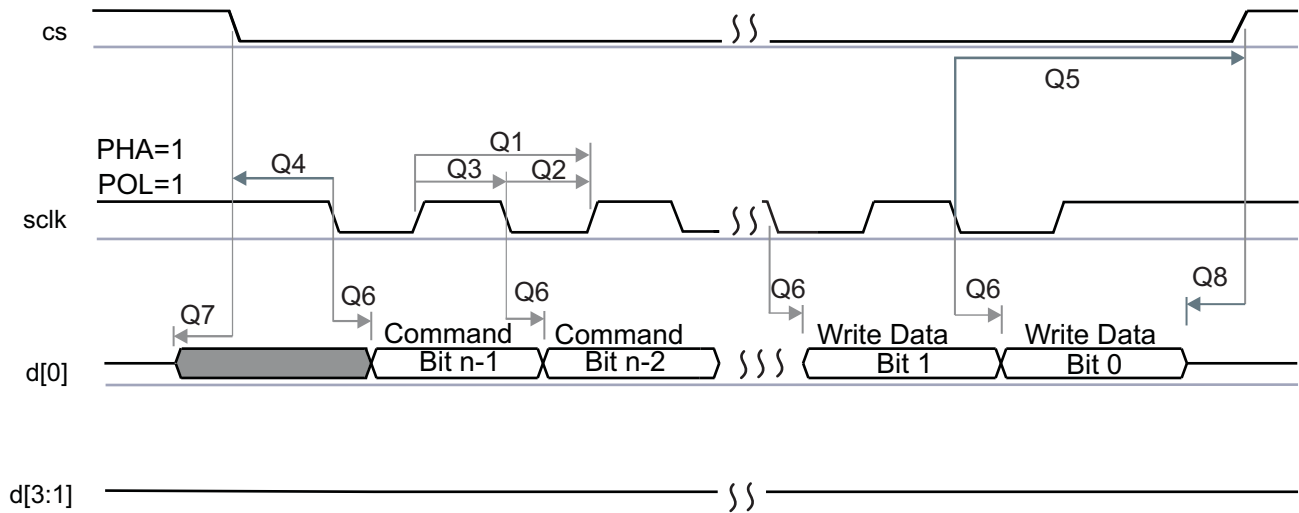 cs
Q5
PHA=1
POL=1
Q4
Q1
Q3
Q2
sclk
Q7
Q6
Q6
Q6
Q6
Q8
Command
Bit n-1
Command
Bit n-2
Write Data
Bit 1
Write Data
Bit 0
d[0]
d[3:1]